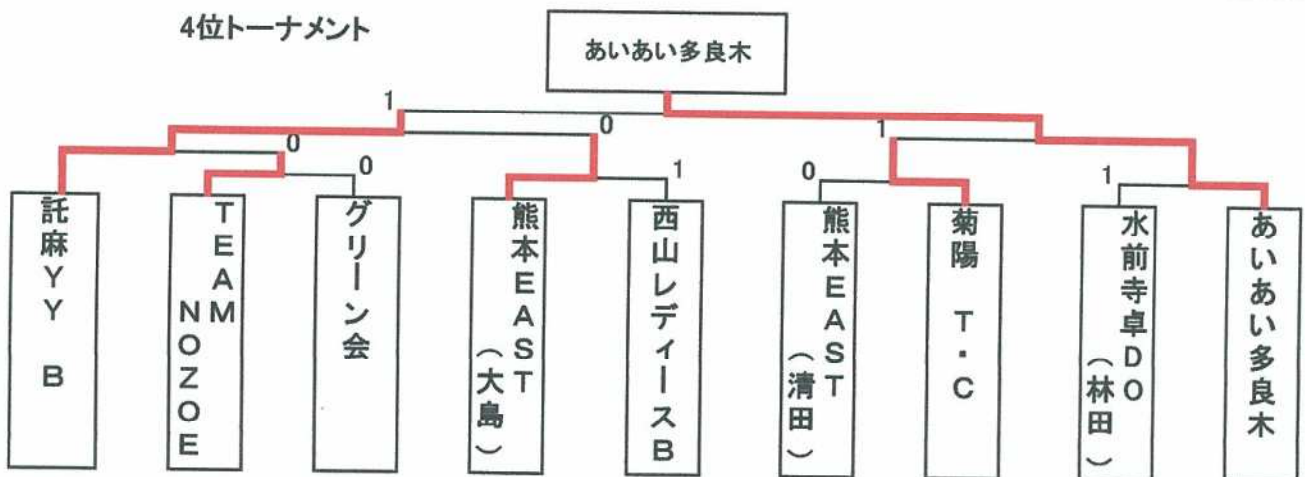 4位トーナメント
あいあい多良木
1
0
1
0
0
1
0
1
託麻YY B
TEAM
NOZOE
グリーン会
熊本EAST
(大島)
西山レディースB
熊本EAST
(清田)
菊陽 T・C
水前寺卓DO
(林田)
あいあい多良木